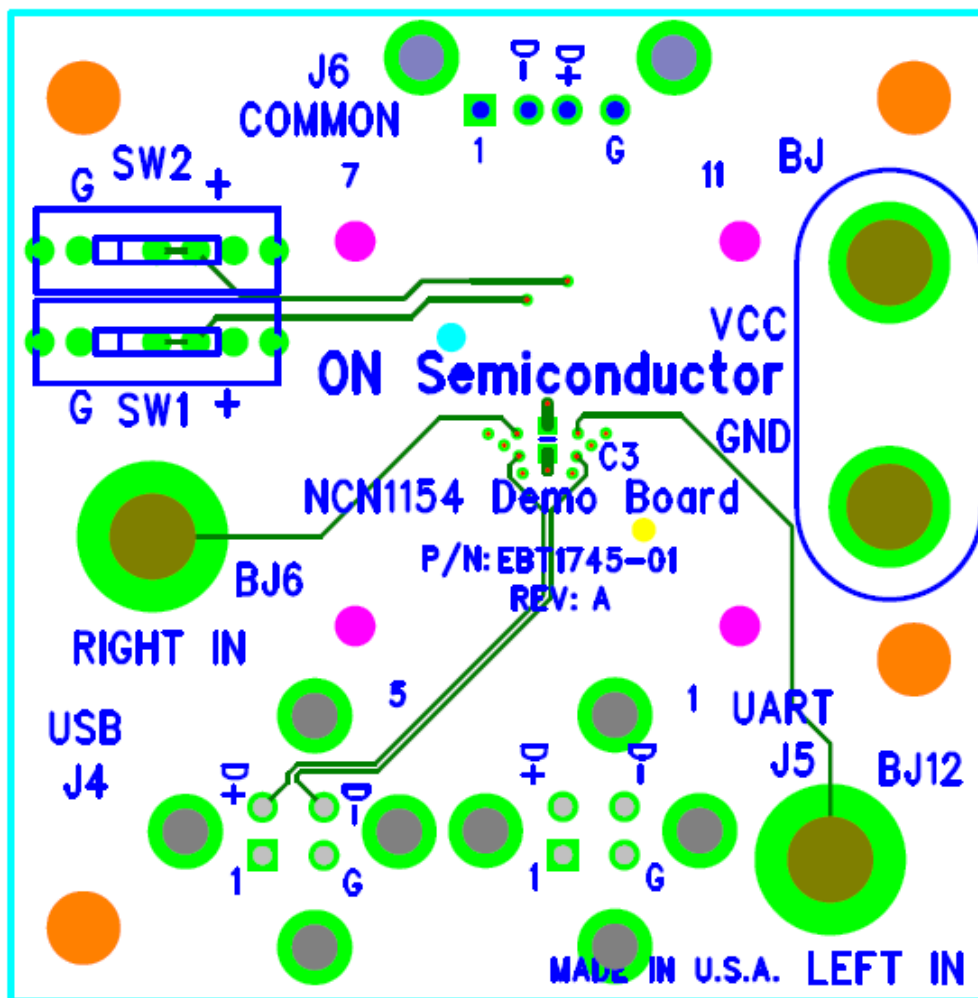 J6
COMMON
D-
D+
1
G
SW2
G
+
7
11
BJ
VCC
ON Semiconductor
G
SW1
+
GND
C3
NCN1154 Demo Board
P/N: EBT1745-01
REV: A
BJ6
RIGHT IN
5
1
UART
USB
J4
J5
BJ12
D+
D-
1
G
D+
D-
1
G
MADE IN U.S.A.
LEFT IN